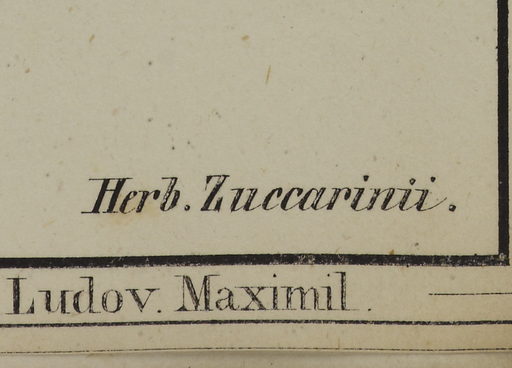 Herb. Zuccarinii.
Ludov. Maximil.